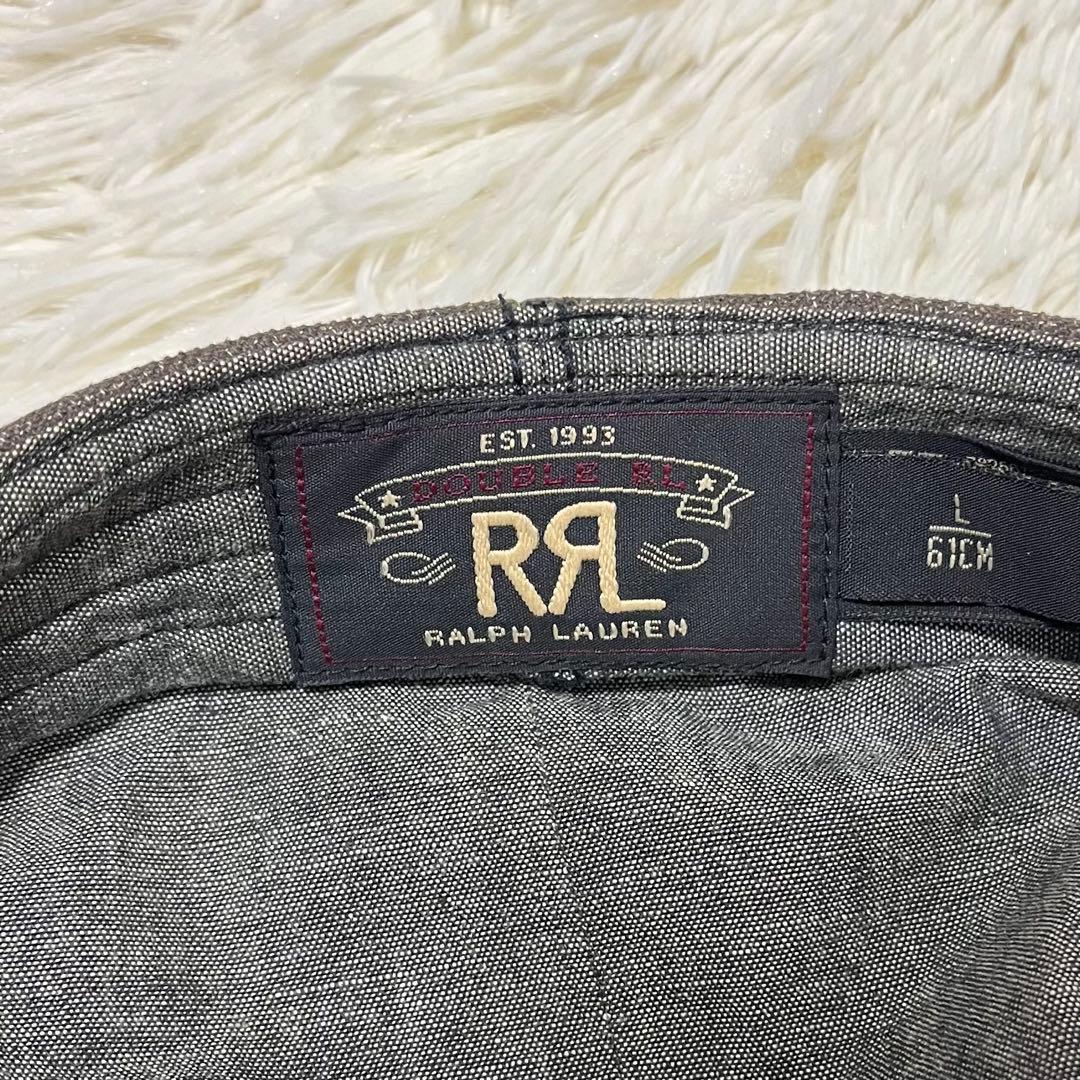 EST. 1993
DOUBLE RL
RRL
RALPH LAUREN
L
61CM